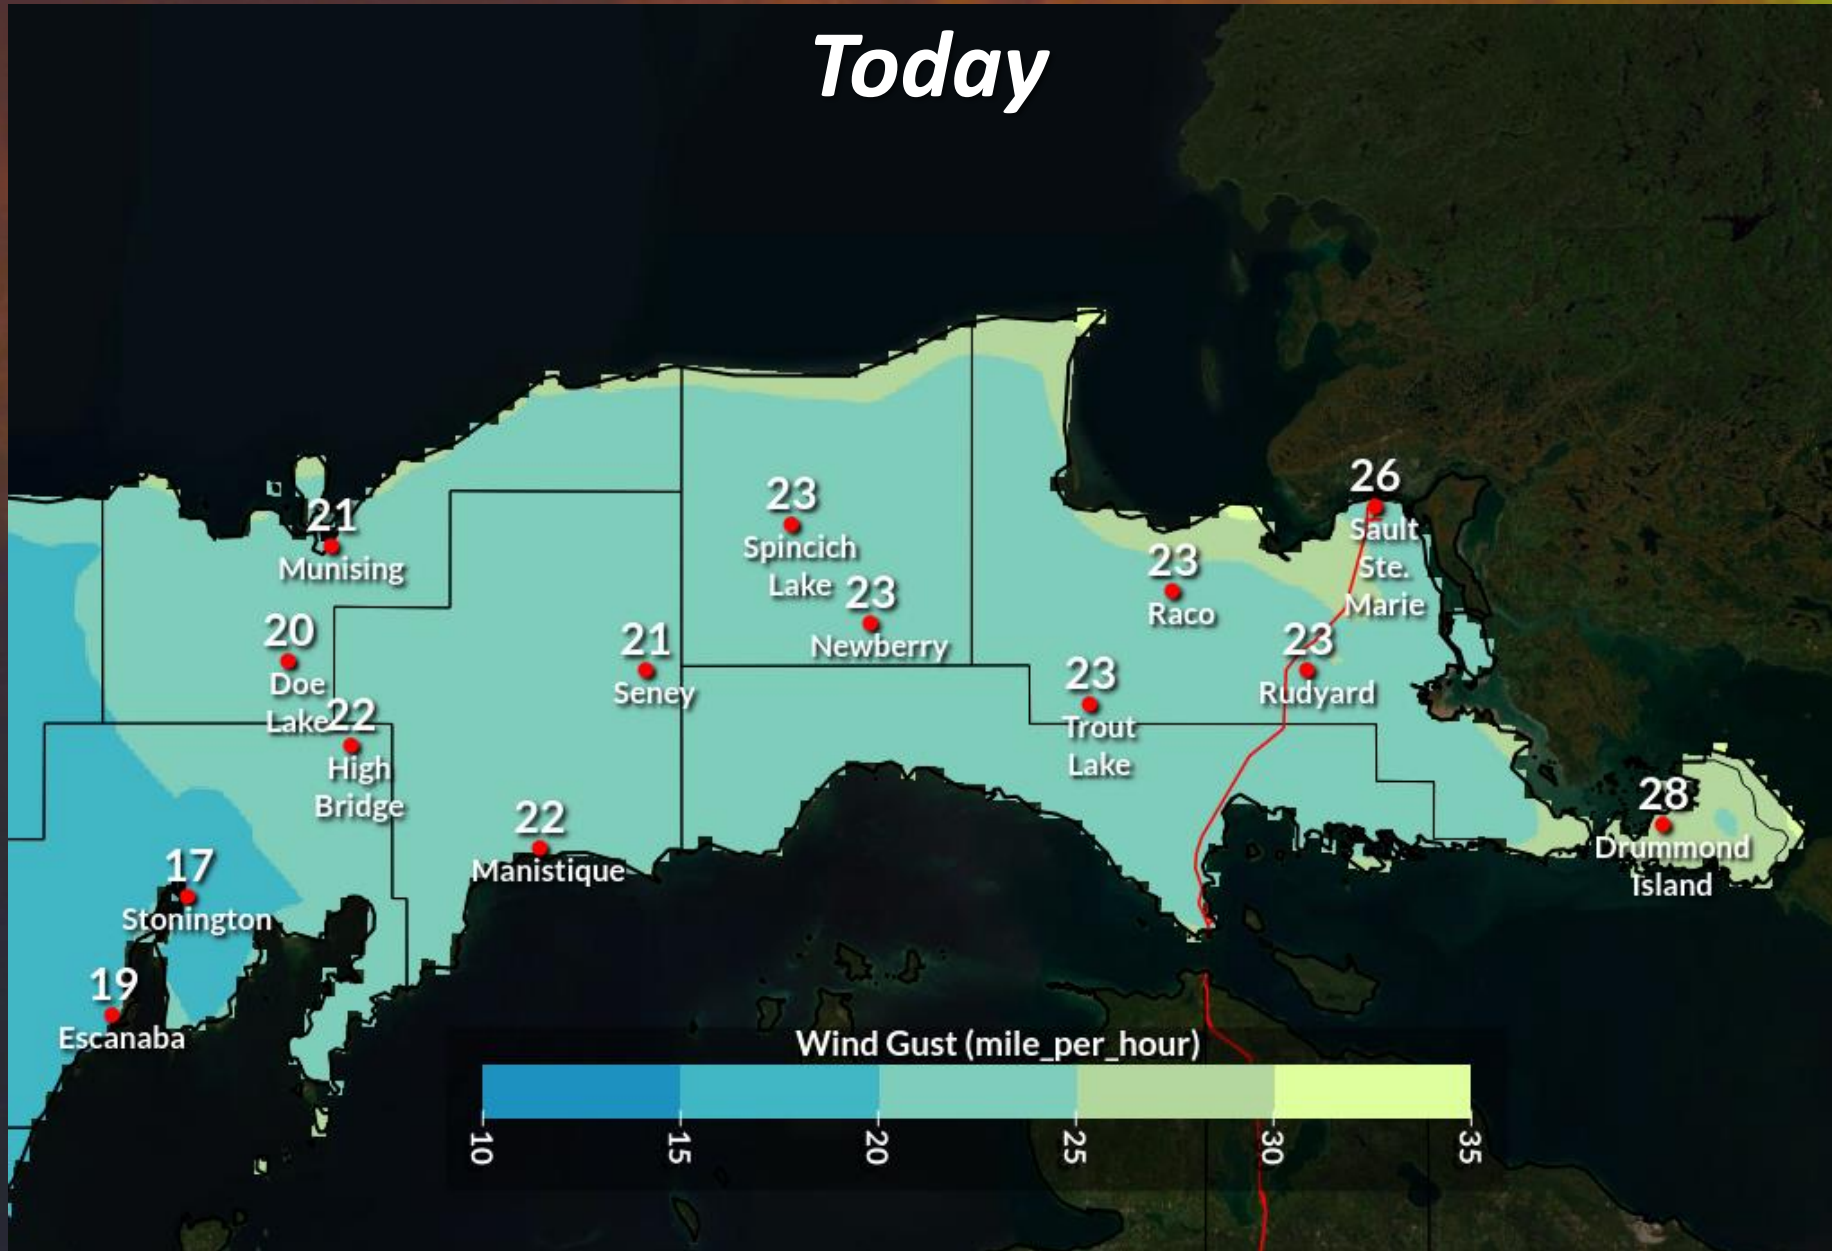 Today
26
Sault
Ste.
Marie
21
Munising
23
Spincich
Lake
23
Newberry
23
Raco
20
Doe
Lake
22
High
Bridge
21
Seney
23
Trout
Lake
23
Rudyard
22
Manistique
28
Drummond
Island
17
Stonington
19
Escanaba
Wind Gust (mile_per_hour)
10
15
20
25
30
35